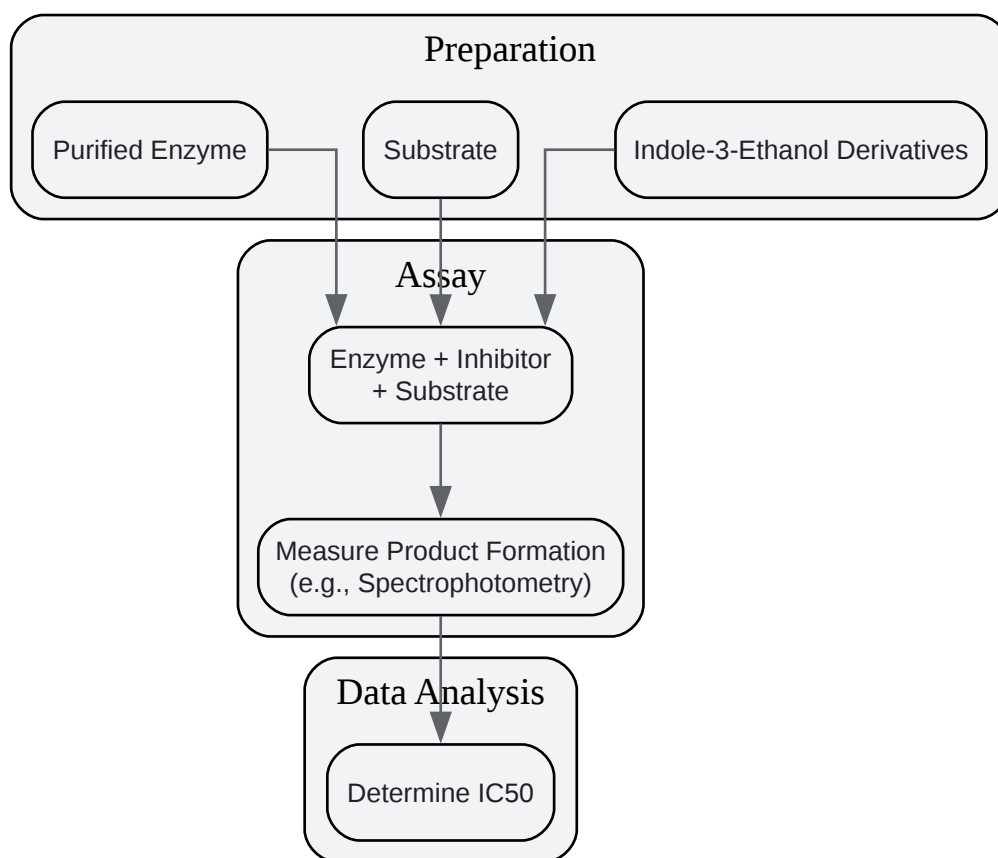 Preparation
Purified Enzyme
Substrate
Indole-3-Ethanol Derivatives
Assay
Enzyme + Inhibitor
+ Substrate
Measure Product Formation
(e.g., Spectrophotometry)
Data Analysis
Determine IC50